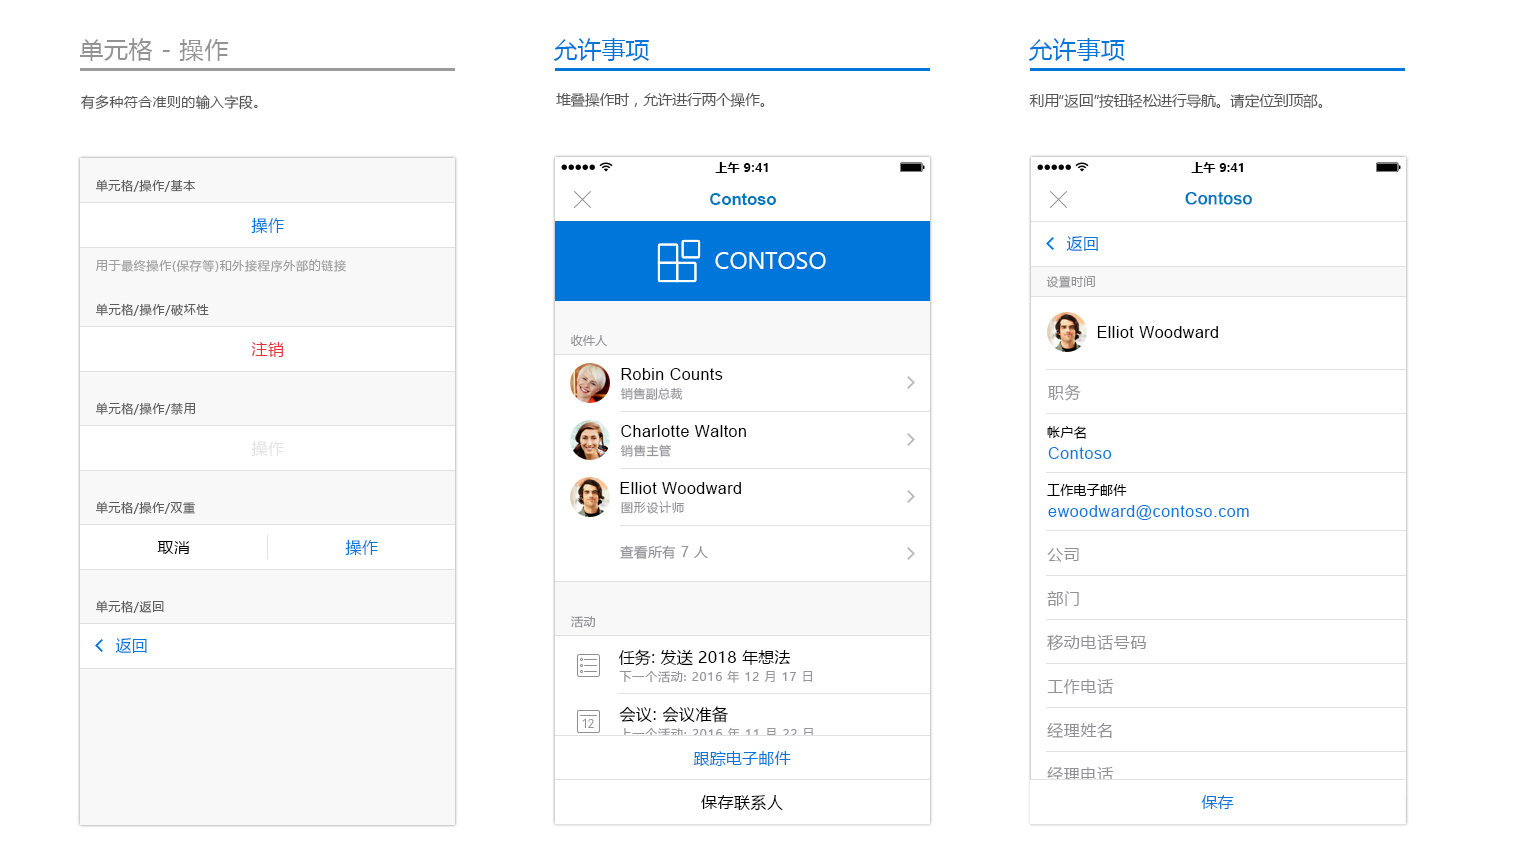 单元格 - 操作
有多种符合准则的输入字段。
单元格/操作/基本
操作
用于最终操作(保存等)和外接程序外部的链接
单元格/操作/破坏性
注销
单元格/操作/禁用
操作
单元格/操作/双重
取消 操作
单元格/返回
返回
允许事项
堆叠操作时，允许进行两个操作。
上午 9:41
Contoso
CONTOSO
收件人
Robin Counts
销售副总裁
Charlotte Walton
销售主管
Elliot Woodward
图形设计师
查看所有 7 人
活动
任务: 发送 2018 年想法
下一个活动: 2016 年 12 月 17 日
12
会议: 会议准备
上一个活动: 2016 年 11 月 22 日
跟踪电子邮件
保存联系人
允许事项
利用“返回”按钮轻松进行导航。请定位到顶部。
上午 9:41
Contoso
返回
设置时间
Elliot Woodward
职务
帐户名
Contoso
工作电子邮件
ewoodward@contoso.com
公司
部门
移动电话号码
工作电话
经理姓名
经理电话
保存